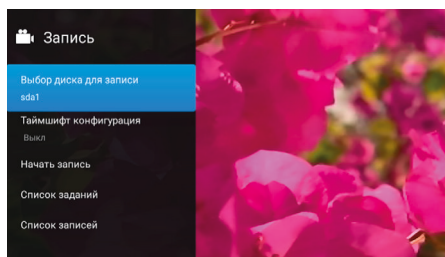 Запись
Выбор диска для записи
sda1
Таймшифт конфигурация
Выкл
Начать запись
Список заданий
Список записей